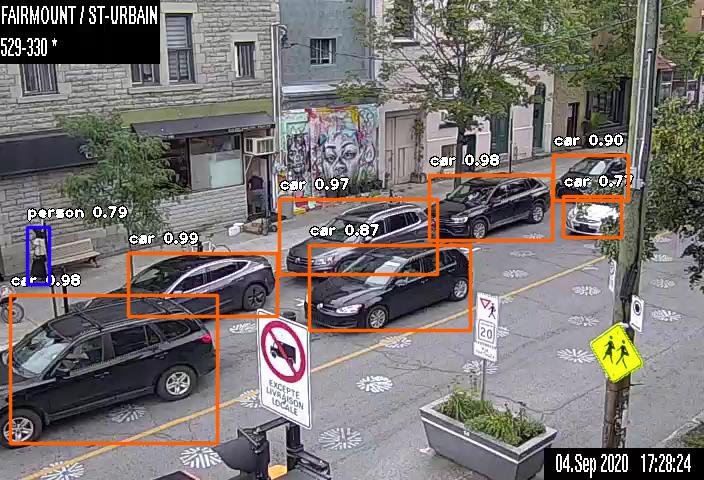 FAIRMOUNT / ST-URBAIN
529-330 *
car 0.90
car 0.98
car 0.77
car 0.97
person 0.79
car 0.87
car 0.99
car 0.98
20
EXCEPTÉ
LIVRAISON
LOCALE
04.Sep 2020 17:28:24